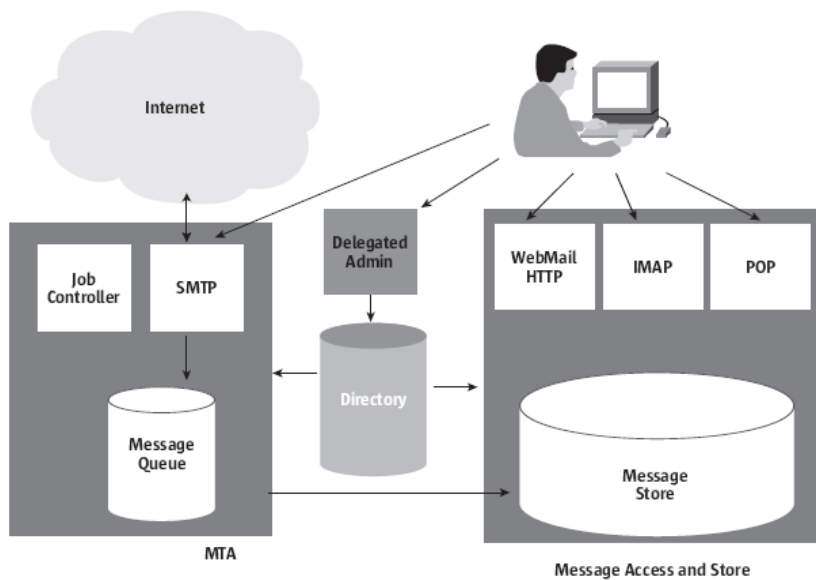 Internet
Delegated
Admin
Job
Controller
SMTP
WebMail
HTTP
IMAP
POP
Directory
Message
Queue
Message
Store
MTA
Message Access and Store